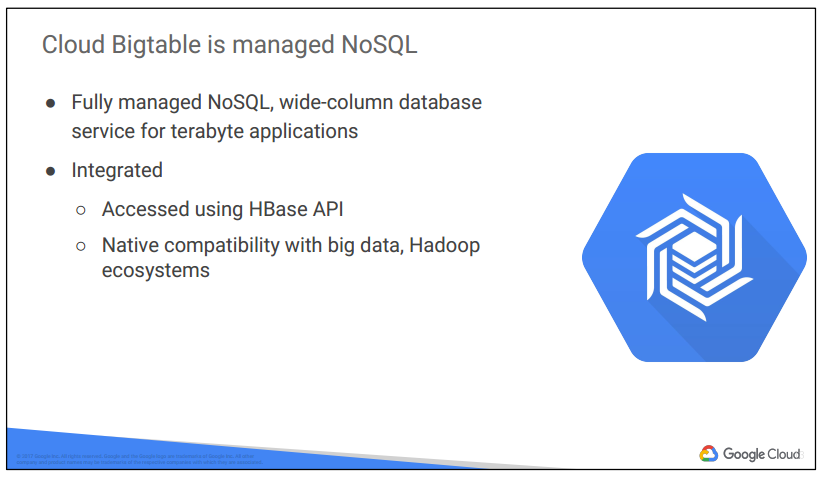 Cloud Bigtable is managed NoSQL
● Fully managed NoSQL, wide-column database
service for terabyte applications
● Integrated
○ Accessed using HBase API
○ Native compatibility with big data, Hadoop
ecosystems
Google Cloud